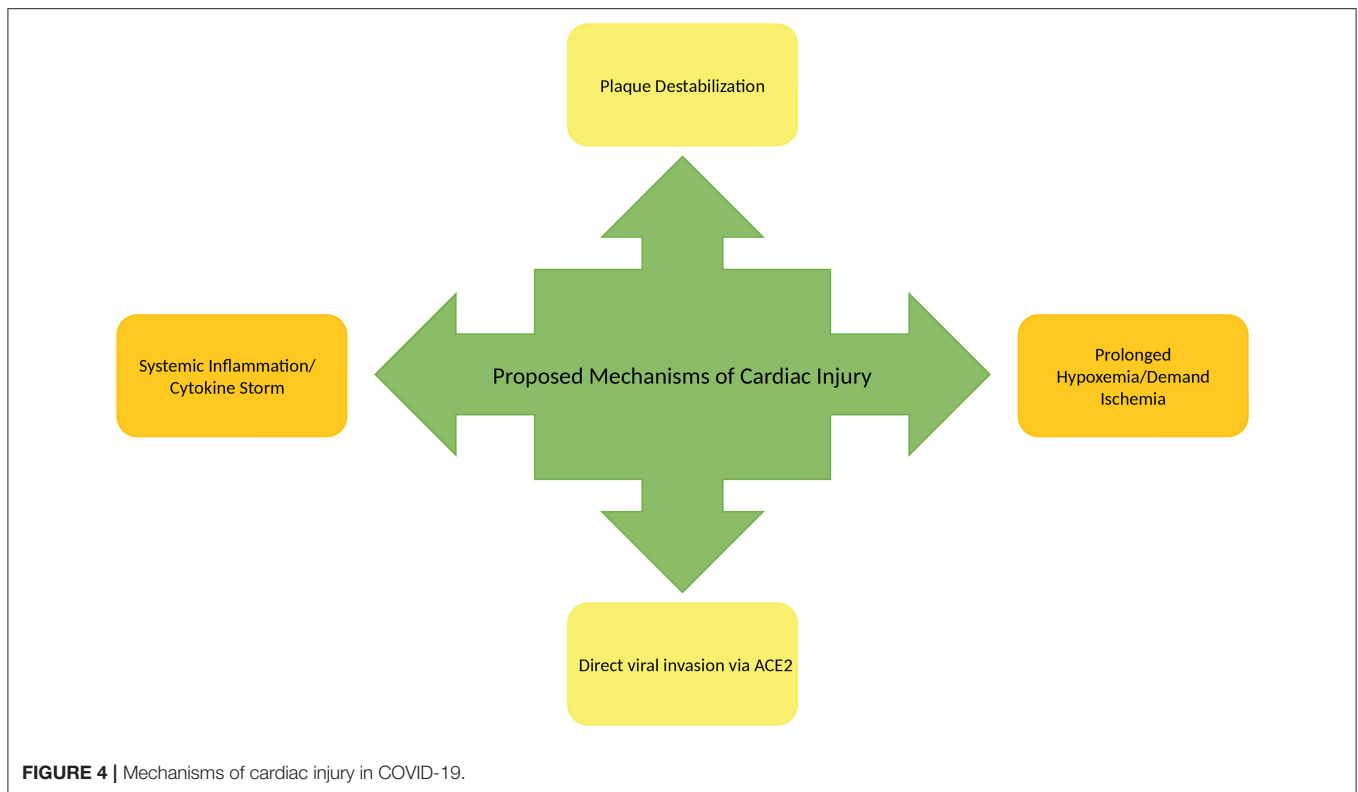 Plaque Destabilization
Systemic Inflammation/
Cytokine Storm
Proposed Mechanisms of Cardiac Injury
Prolonged
Hypoxemia/Demand
Ischemia
Direct viral invasion via ACE2
FIGURE 4 | Mechanisms of cardiac injury in COVID-19.